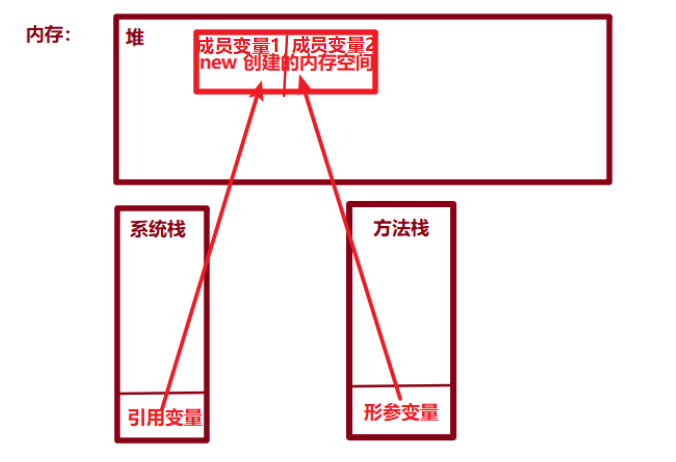 内存：
堆
成员变量1
成员变量2
new 创建的内存空间
系统栈
方法栈
引用变量
形参变量